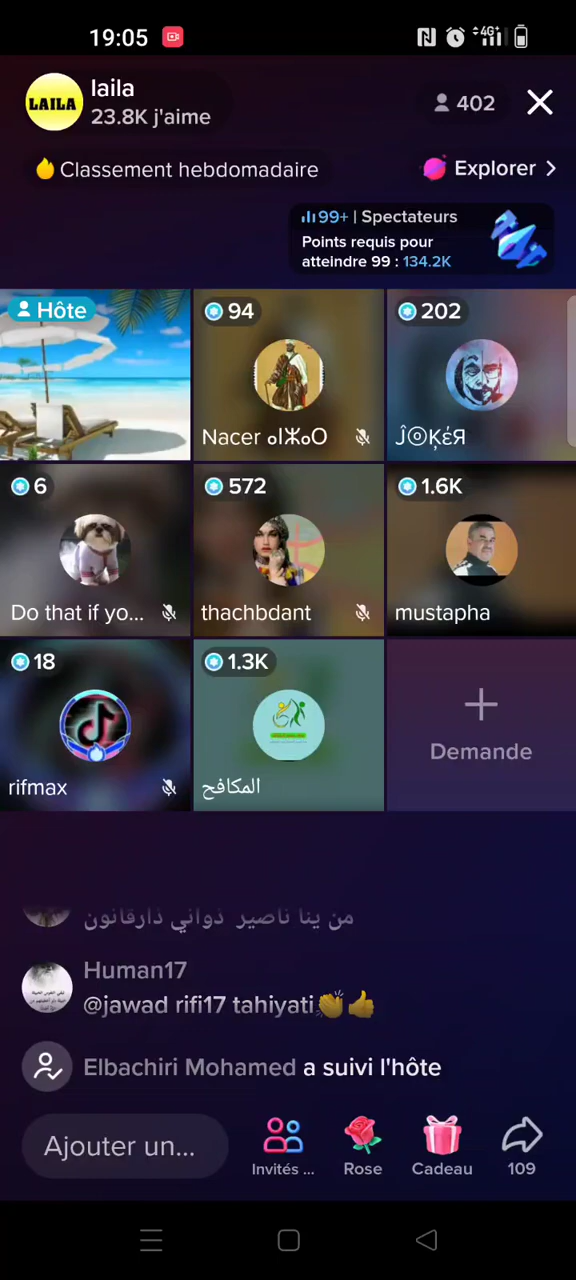 19:05
4G+
LAILA
laila
23.8K j'aime
402
Classement hebdomadaire
Explorer >
99+ | Spectateurs
Points requis pour
atteindre 99 : 134.2K
Hôte
94
202
Nacer ⴰⵏⵣⴰⵔ
ĴⓞĶέЯ
6
572
1.6K
Do that if yo...
thachbdant
mustapha
18
1.3K
rifmax
المكافح
Demande
من ينا ناصير ذواني ذارقانون
Human17
@jawad rifi17 tahiyati👏👍
Elbachiri Mohamed a suivi l'hôte
Ajouter un...
Invités ...
Rose
Cadeau
109